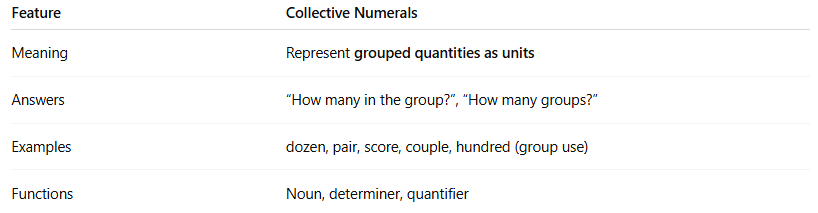 Feature Collective Numerals
Meaning Represent grouped quantities as units
Answers “How many in the group?”, “How many groups?”
Examples dozen, pair, score, couple, hundred (group use)
Functions Noun, determiner, quantifier